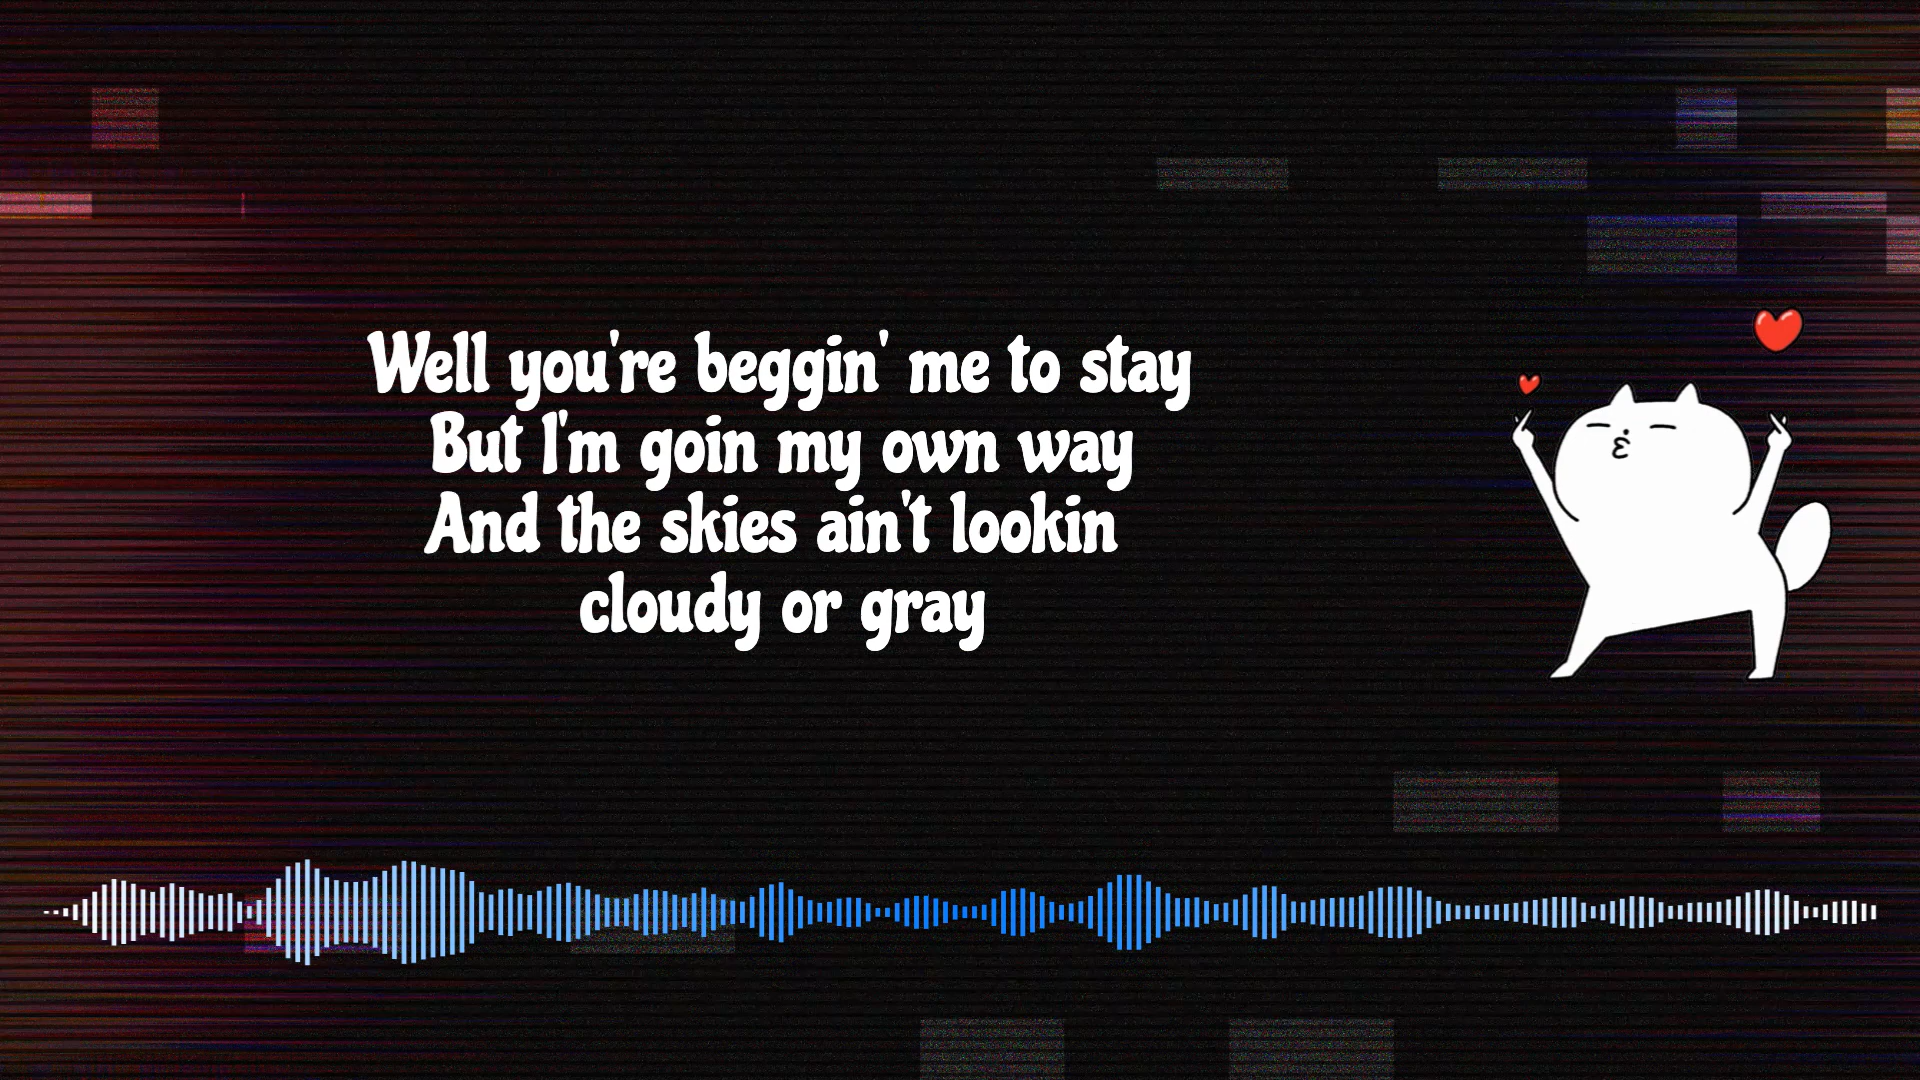 Well you're beggin' me to stay
But I'm goin my own way
And the skies ain't lookin
cloudy or gray